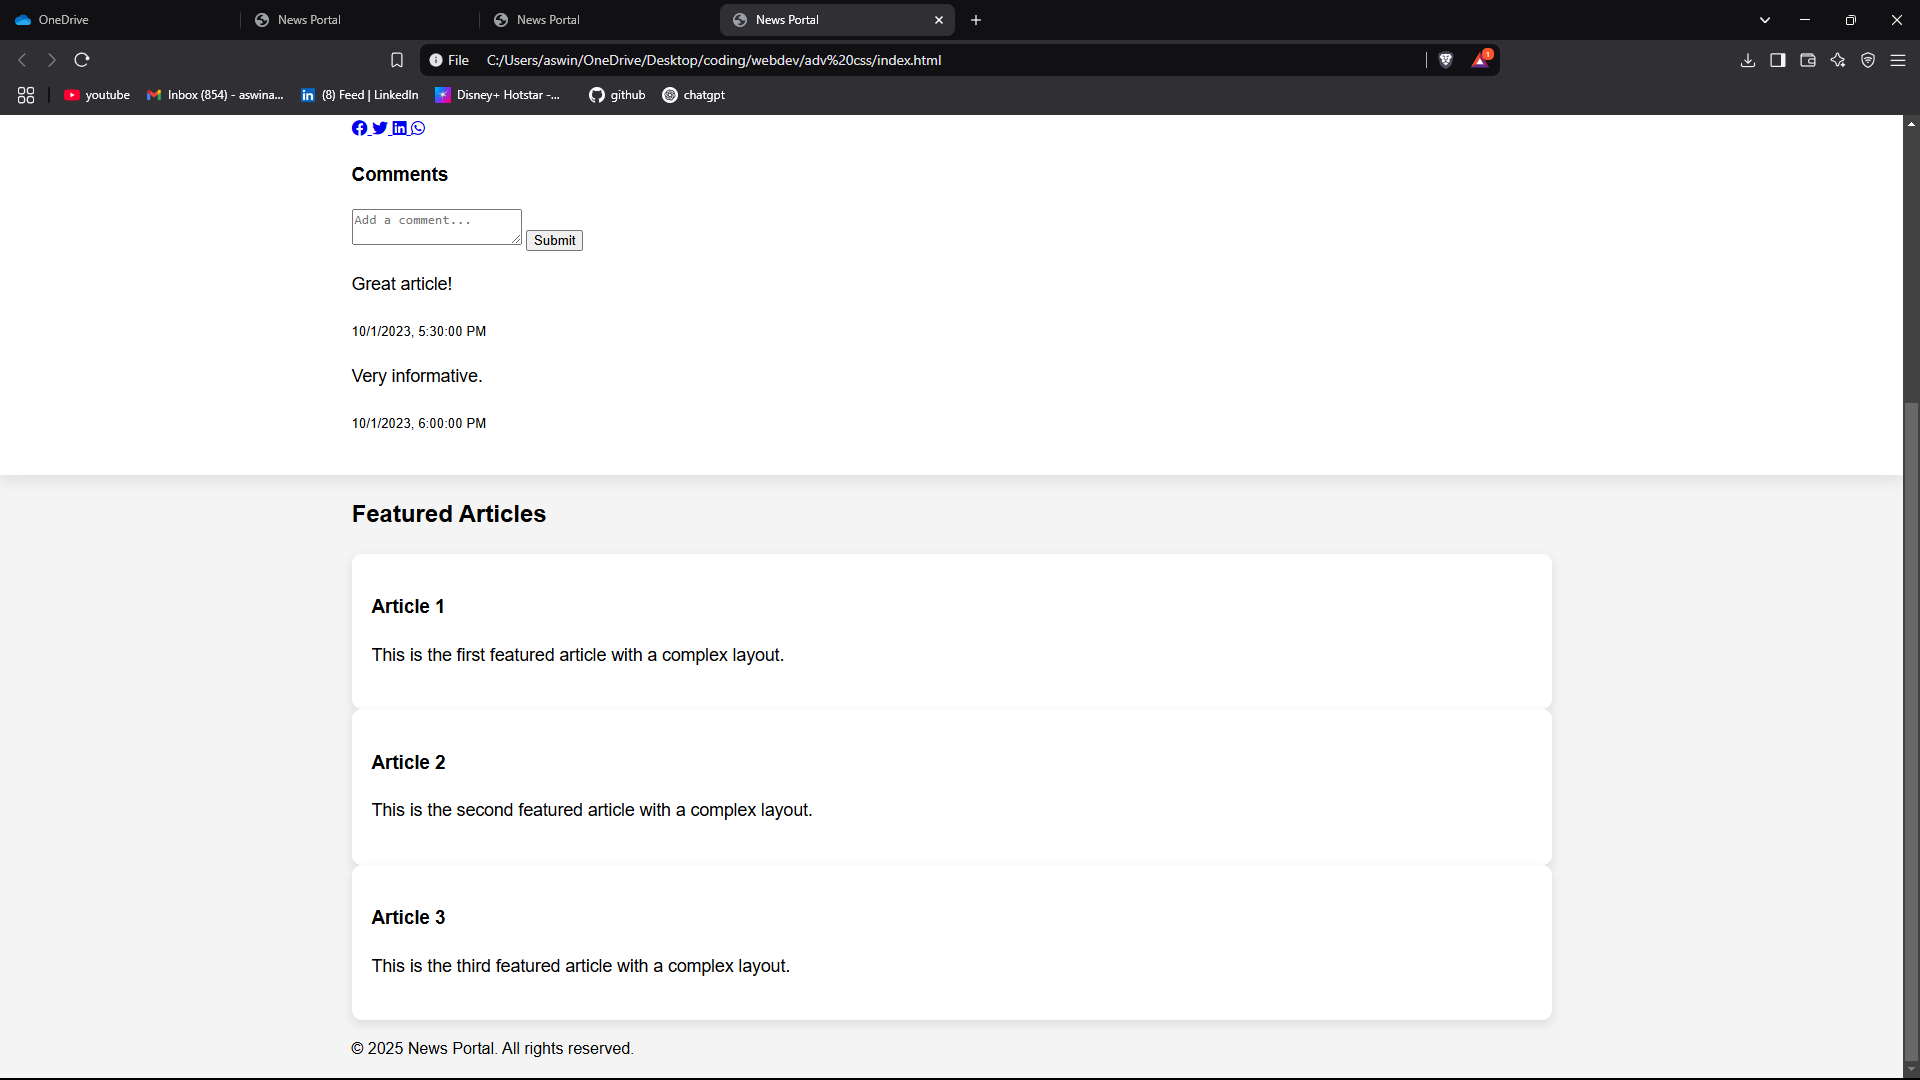 OneDrive News Portal News Portal News Portal
File C:/Users/aswin/OneDrive/Desktop/coding/webdev/adv%20css/index.html 1
youtube Inbox (854) - aswina... (8) Feed | LinkedIn Disney+ Hotstar -... github chatgpt
Comments
Add a comment... Submit
Great article!
10/1/2023, 5:30:00 PM
Very informative.
10/1/2023, 6:00:00 PM
Featured Articles
Article 1
This is the first featured article with a complex layout.
Article 2
This is the second featured article with a complex layout.
Article 3
This is the third featured article with a complex layout.
© 2025 News Portal. All rights reserved.